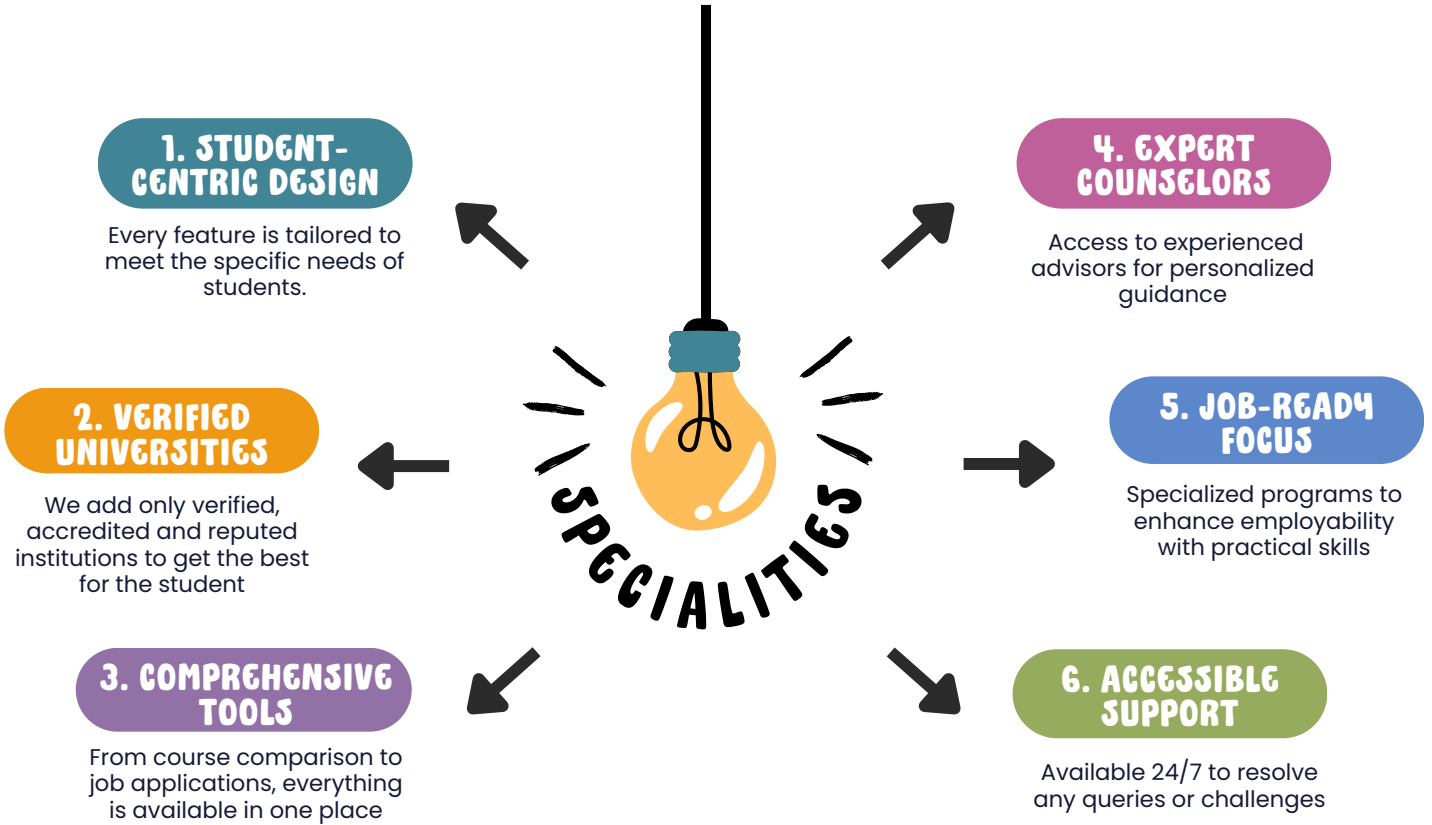 1. STUDENT-
CENTRIC DESIGN
Every feature is tailored to
meet the specific needs of
students.
2. VERIFIED
UNIVERSITIES
We add only verified,
accredited and reputed
institutions to get the best
for the student
3. COMPREHENSIVE
TOOLS
From course comparison to
job applications, everything
is available in one place
SPECIALITIES
4. EXPERT
COUNSELORS
Access to experienced
advisors for personalized
guidance
5. JOB-READY
FOCUS
Specialized programs to
enhance employability
with practical skills
6. ACCESSIBLE
SUPPORT
Available 24/7 to resolve
any queries or challenges